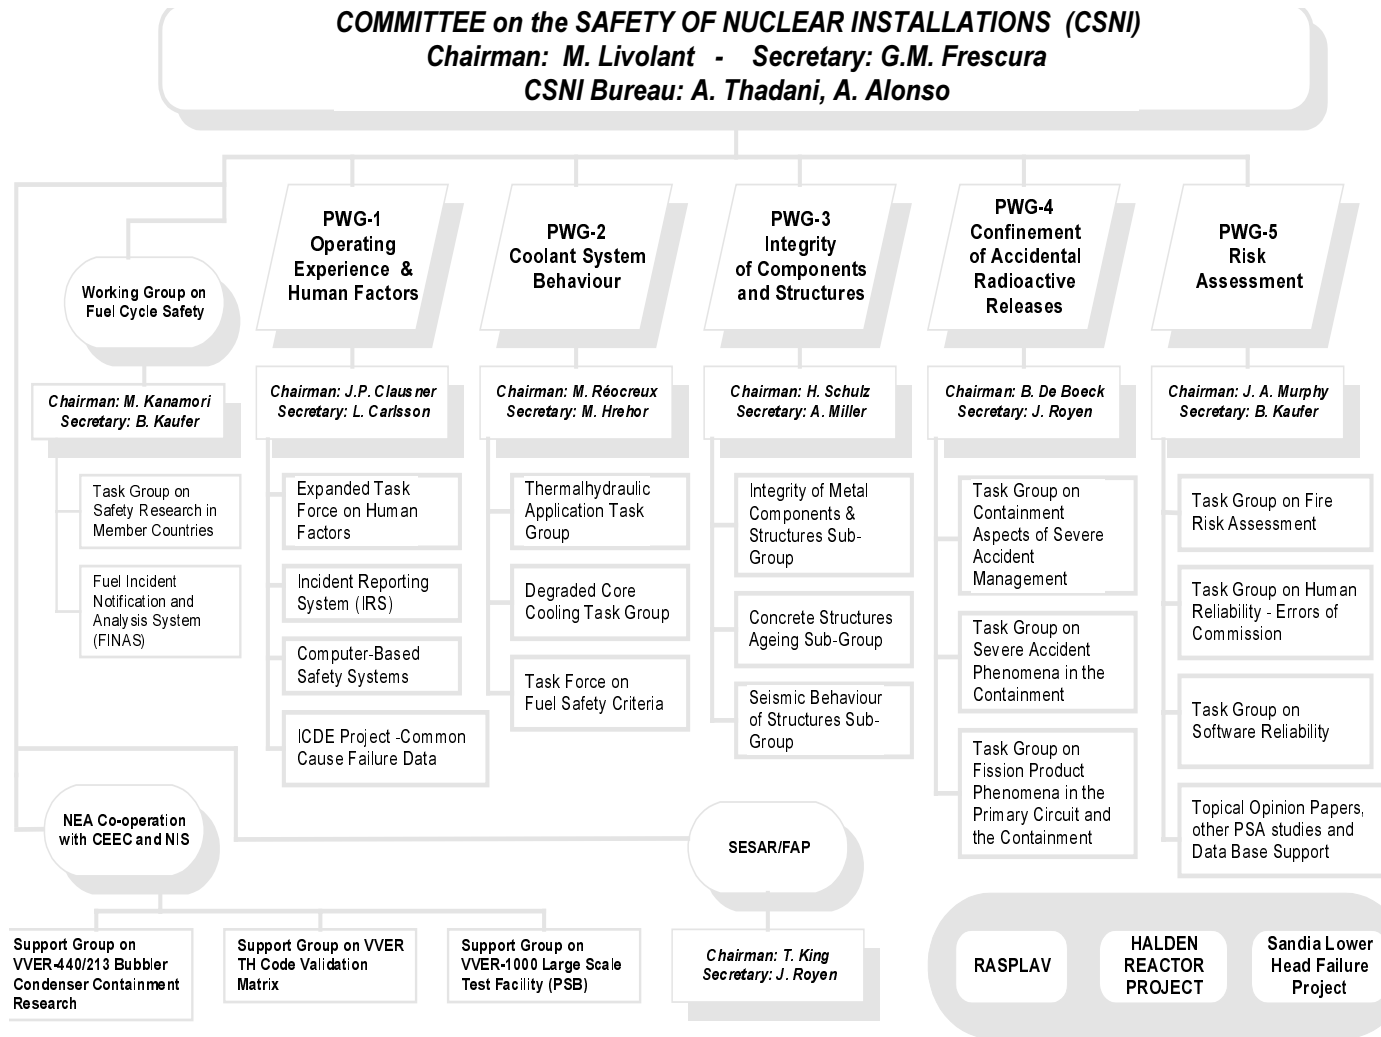 COMMITTEE on the SAFETY OF NUCLEAR INSTALLATIONS (CSNI)
Chairman: M. Livolant - Secretary: G.M. Frescura
CSNI Bureau: A. Thadani, A. Alonso
Working Group on
Fuel Cycle Safety
PWG-1
Operating
Experience &
Human Factors
PWG-2
Coolant System
Behaviour
PWG-3
Integrity
of Components
and Structures
PWG-4
Confinement
of Accidental
Radioactive
Releases
PWG-5
Risk
Assessment
Chairman: M. Kanamori
Secretary: B. Kaufer
Chairman: J.P. Clausner
Secretary: L. Carlsson
Chairman: M. Réocreux
Secretary: M. Hrehor
Chairman: H. Schulz
Secretary: A. Miller
Chairman: B. De Boeck
Secretary: J. Royen
Chairman: J. A. Murphy
Secretary: B. Kaufer
Task Group on
Safety Research in
Member Countries
Fuel Incident
Notification and
Analysis System
(FINAS)
Expanded Task
Force on Human
Factors
Incident Reporting
System (IRS)
Computer-Based
Safety Systems
ICDE Project -Common
Cause Failure Data
Thermalhydraulic
Application Task
Group
Degraded Core
Cooling Task Group
Task Force on
Fuel Safety Criteria
Integrity of Metal
Components &
Structures Sub-
Group
Concrete Structures
Ageing Sub-Group
Seismic Behaviour
of Structures Sub-
Group
Task Group on
Containment
Aspects of Severe
Accident
Management
Task Group on
Severe Accident
Phenomena in the
Containment
Task Group on
Fission Product
Phenomena in the
Primary Circuit and
the Containment
Task Group on Fire
Risk Assessment
Task Group on Human
Reliability - Errors of
Commission
Task Group on
Software Reliability
Topical Opinion Papers,
other PSA studies and
Data Base Support
NEA Co-operation
with CEEC and NIS
SESAR/FAP
Support Group on
VVER-440/213 Bubbler
Condenser Containment
Research
Support Group on VVER
TH Code Validation
Matrix
Support Group on
VVER-1000 Large Scale
Test Facility (PSB)
Chairman: T. King
Secretary: J. Royen
RASPLAV
HALDEN
REACTOR
PROJECT
Sandia Lower
Head Failure
Project